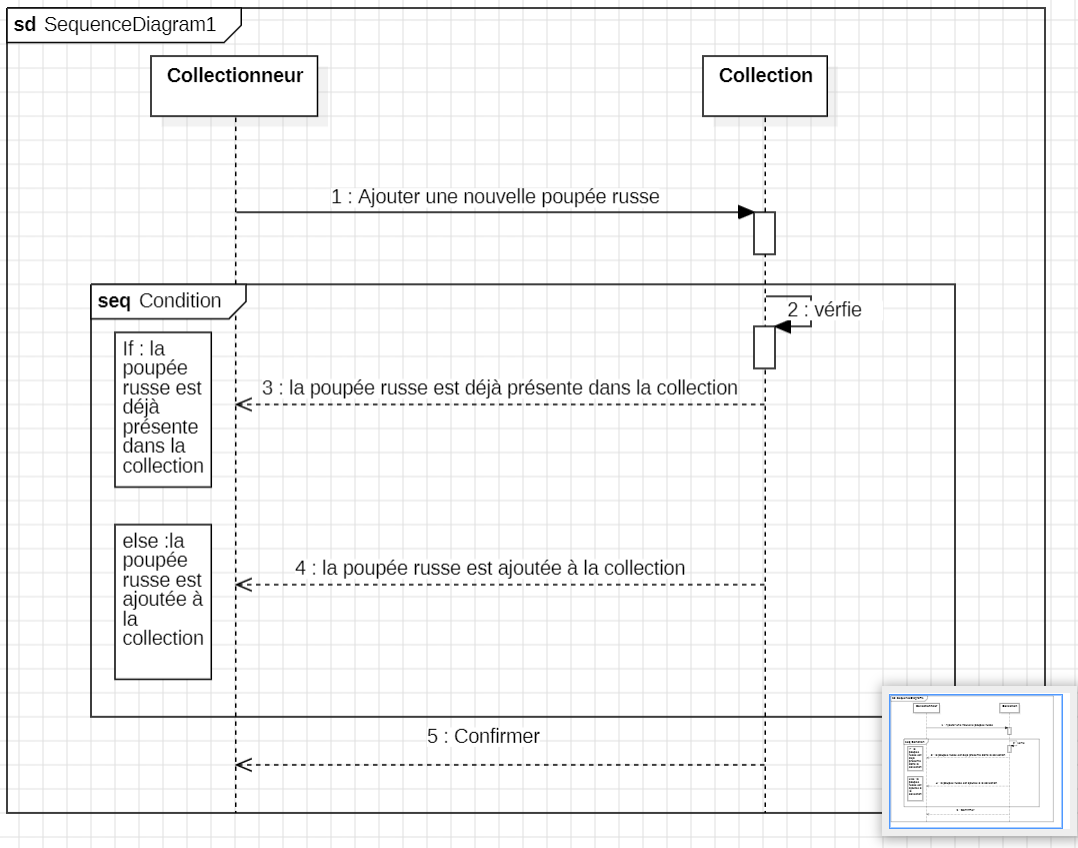 sd SequenceDiagram1
Collectionneur
Collection
1 : Ajouter une nouvelle poupée russe
seq Condition
2 : vérfie
If : la
poupée
russe est
déjà
présente
dans la
collection
3 : la poupée russe est déjà présente dans la collection
else :la
poupée
russe est
ajoutée à
la
collection
4 : la poupée russe est ajoutée à la collection
5 : Confirmer